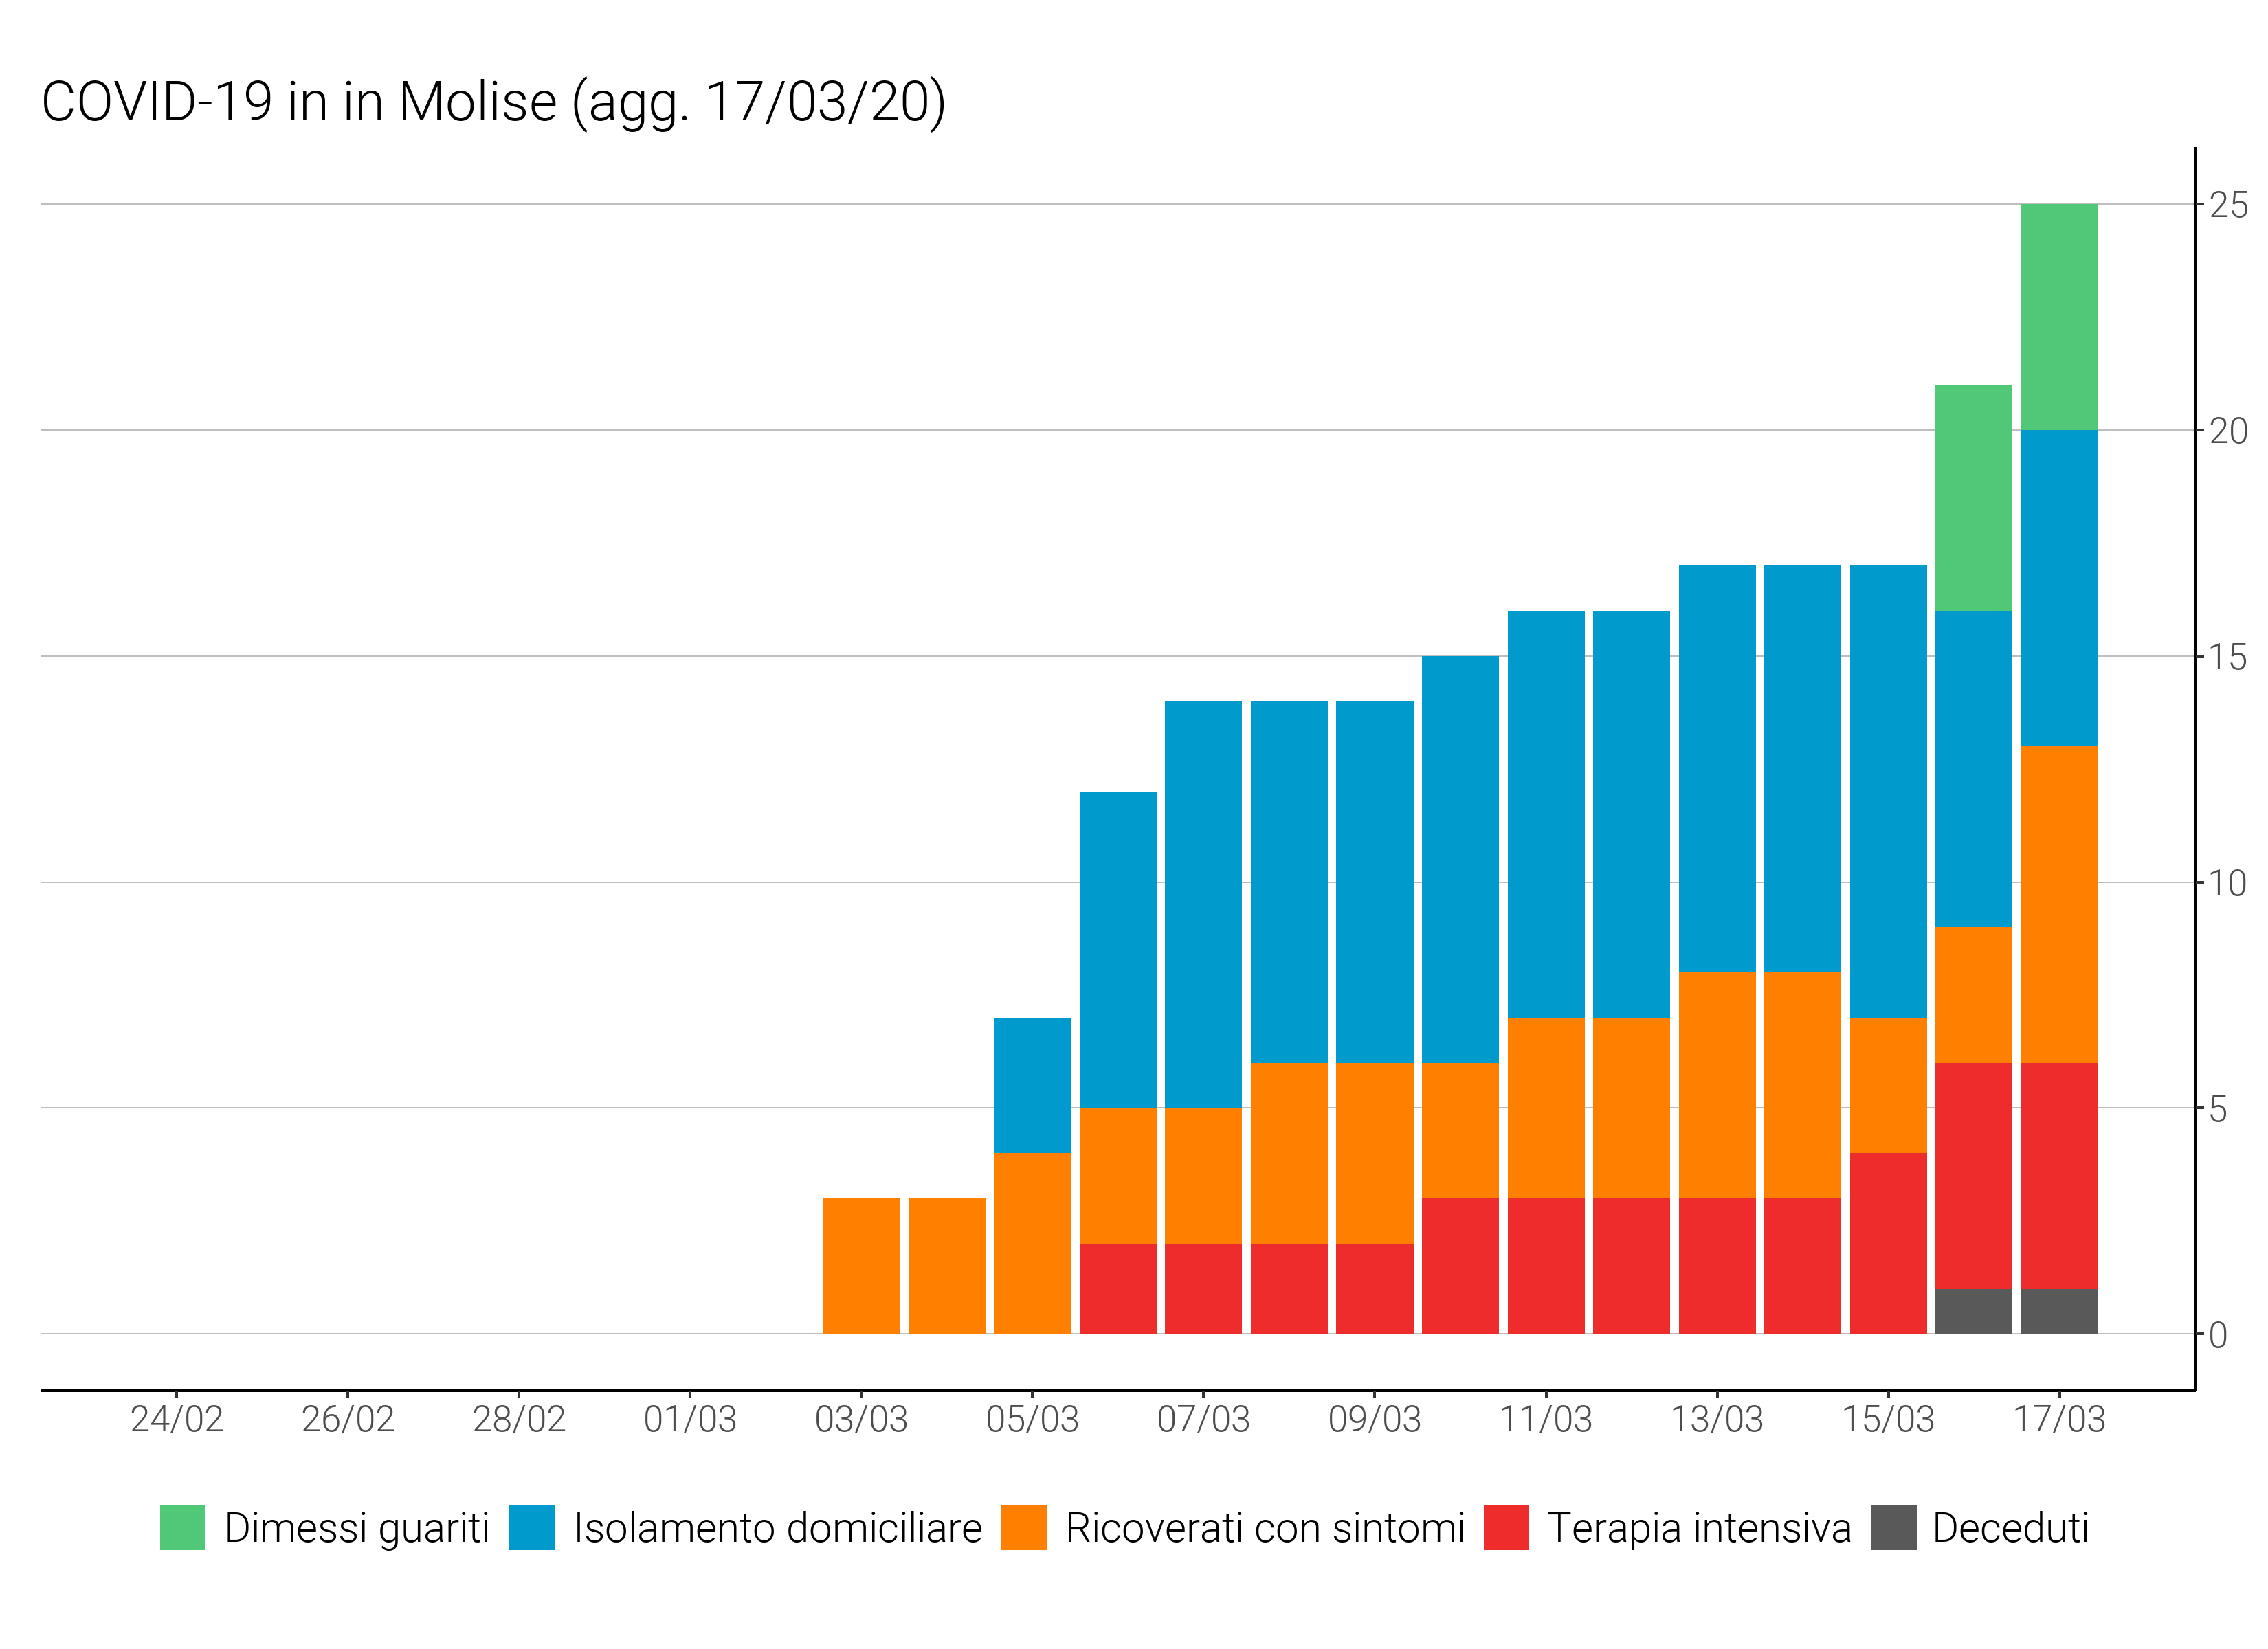 COVID-19 in in Molise (agg. 17/03/20)
25
20
15
10
5
0
24/02 26/02 28/02 01/03 03/03 05/03 07/03 09/03 11/03 13/03 15/03 17/03
Dimessi guariti Isolamento domiciliare Ricoverati con sintomi Terapia intensiva Deceduti